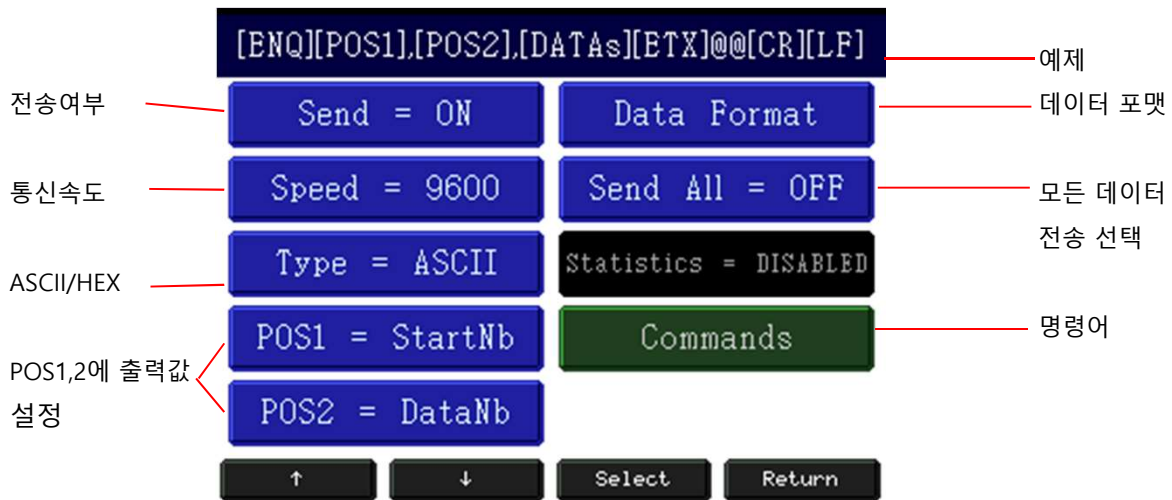 [ENQ][POS1],[POS2],[DATAs][ETX]@@[CR][LF]
예제
전송여부
Send = ON
Data Format
데이터 포맷
통신속도
Speed = 9600
Send All = OFF
모든 데이터
전송 선택
ASCII/HEX
Type = ASCII
Statistics = DISABLED
POS1,2에 출력값
설정
POS1 = StartNb
Commands
명령어
POS2 = DataNb
↑
↓
Select
Return